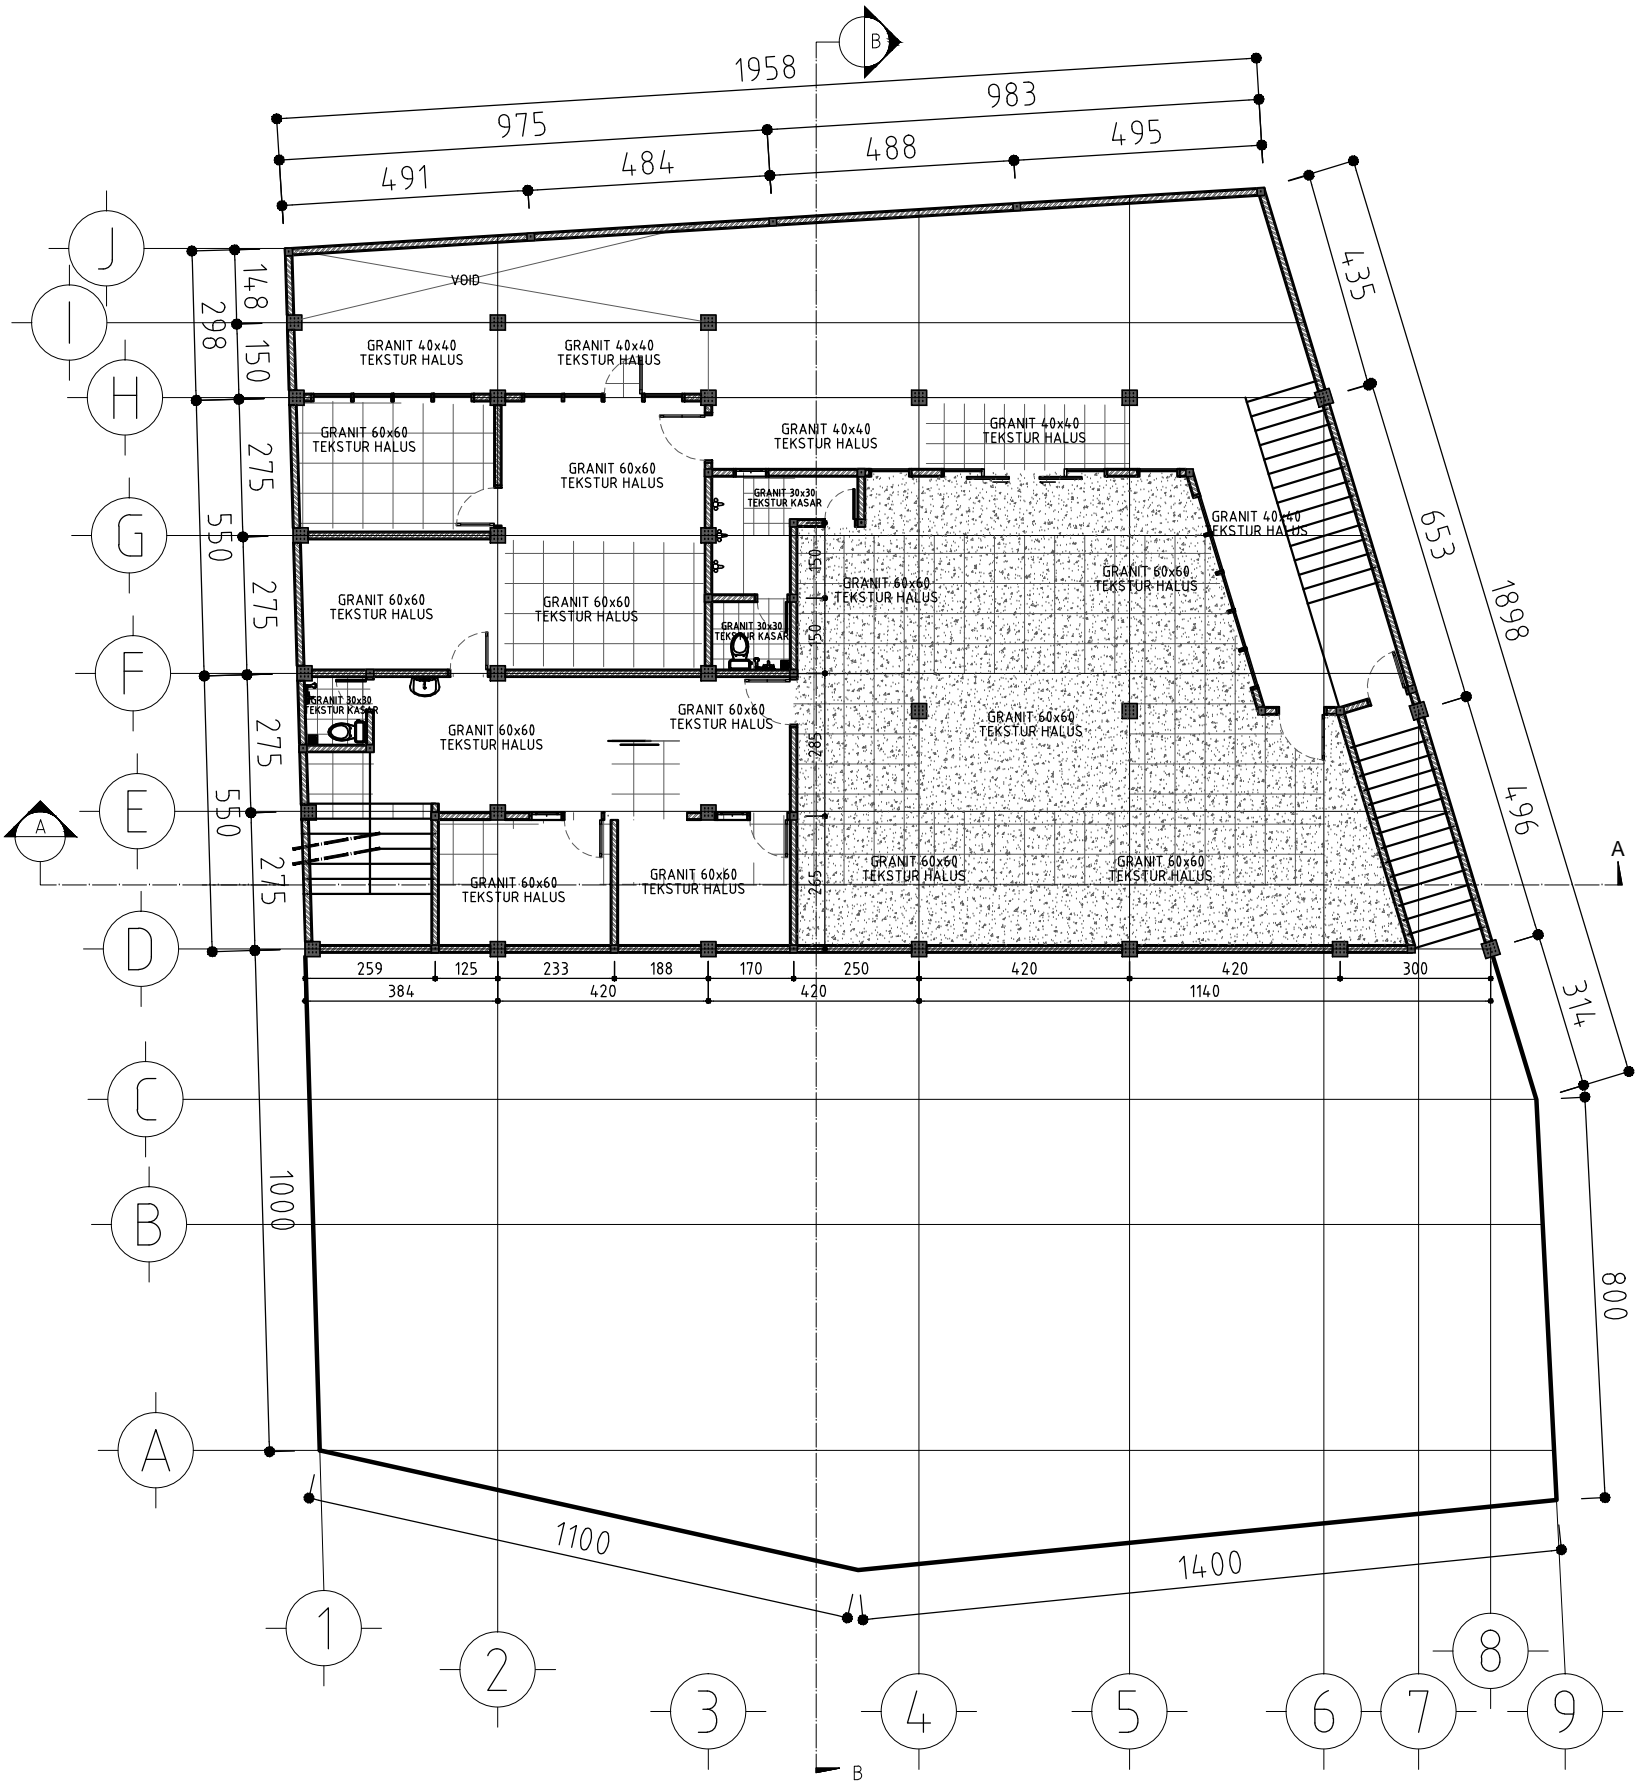 B
1958
983
975
495
488
484
491
J
148
298
I
150
H
VOID
GRANIT 40x40
TEKSTUR HALUS
GRANIT 40x40
TEKSTUR HALUS
435
GRANIT 60x60
TEKSTUR HALUS
GRANIT 40x40
TEKSTUR HALUS
GRANIT 40x40
TEKSTUR HALUS
275
GRANIT 60x60
TEKSTUR HALUS
GRANIT 30x30
TEKSTUR KASAR
GRANIT 40x40
TEKSTUR HALUS
653
G
550
150
GRANIT 60x60
TEKSTUR HALUS
GRANIT 60x60
TEKSTUR HALUS
275
GRANIT 60x60
TEKSTUR HALUS
GRANIT 60x60
TEKSTUR HALUS
1898
GRANIT 30x30
TEKSTUR KASAR
150
F
GRANIT 30x30
TEKSTUR KASAR
GRANIT 60x60
TEKSTUR HALUS
GRANIT 60x60
TEKSTUR HALUS
GRANIT 60x60
TEKSTUR HALUS
275
285
E
550
496
A
A
275
GRANIT 60x60
TEKSTUR HALUS
GRANIT 60x60
TEKSTUR HALUS
265
GRANIT 60x60
TEKSTUR HALUS
GRANIT 60x60
TEKSTUR HALUS
D
259
125
233
188
170
250
420
420
300
384
420
420
1140
314
C
1000
B
800
A
1100
1400
1
2
3
4
5
6
7
8
9
B